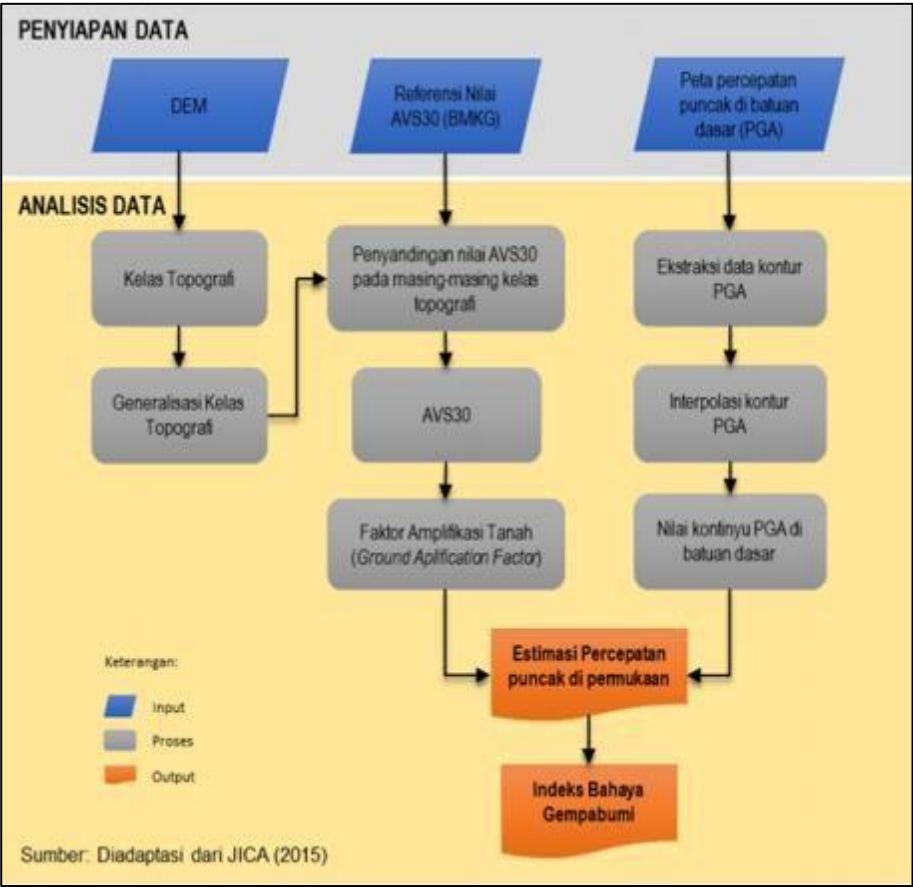 PENYIAPAN DATA
DEM
Referensi Nilai
AVS30 (BMKG)
Peta percepatan
puncak di batuan
dasar (PGA)
ANALISIS DATA
Kelas Topografi
Generalisasi Kelas
Topografi
Penyandingan nilai AVS30
pada masing-masing kelas
topografi
AVS30
Faktor Amplifikasi Tanah
(Ground Aplification Factor)
Ekstraksi data kontur
PGA
Interpolasi kontur
PGA
Nilai kontinyu PGA di
batuan dasar
Estimasi Percepatan
puncak di permukaan
Indeks Bahaya
Gempabumi
Keterangan:
Input
Proses
Output
Sumber: Diadaptasi dari JICA (2015)